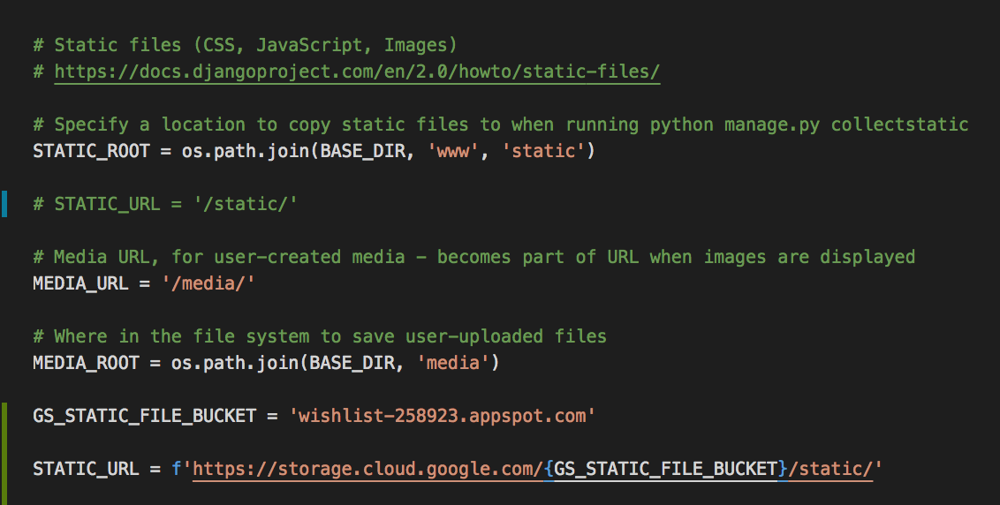 # Static files (CSS, JavaScript, Images)
# https://docs.djangoproject.com/en/2.0/howto/static-files/
# Specify a location to copy static files to when running python manage.py collectstatic
STATIC_ROOT = os.path.join(BASE_DIR, 'www', 'static')
# STATIC_URL = '/static/'
# Media URL, for user-created media – becomes part of URL when images are displayed
MEDIA_URL = '/media/'
# Where in the file system to save user-uploaded files
MEDIA_ROOT = os.path.join(BASE_DIR, 'media')
GS_STATIC_FILE_BUCKET = 'wishlist-258923.appspot.com'
STATIC_URL = f'https://storage.cloud.google.com/{GS_STATIC_FILE_BUCKET}/static/'